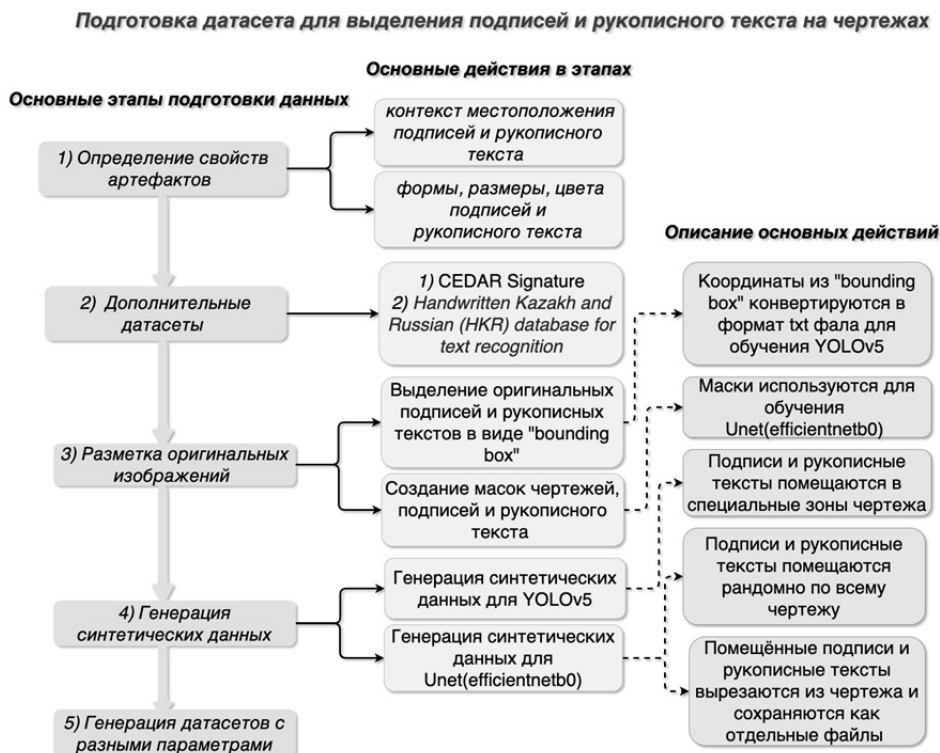 Подготовка датасета для выделения подписей и рукописного текста на чертежах
Основные действия в этапах
Основные этапы подготовки данных
контекст местоположения
подписей и рукописного
текста
1) Определение свойств
артефактов
формы, размеры, цвета
подписей и
рукописного текста
Описание основных действий
2) Дополнительные
датасеты
1) CEDAR Signature
2) Handwritten Kazakh and
Russian (HKR) database for
text recognition
Координаты из "bounding
box" конвертируются в
формат txt фала для
обучения YOLOv5
Выделение оригинальных
подписей и рукописных
текстов в виде "bounding
box"
Маски используются для
обучения
Unet(efficientnetb0)
3) Разметка оригинальных
изображений
Создание масок чертежей,
подписей и рукописного
текста
Подписи и рукописные
тексты помещаются в
специальные зоны чертежа
Подписи и рукописные
тексты помещаются
рандомно по всему
чертежу
4) Генерация
синтетических данных
Генерация синтетических
данных для YOLOv5
Генерация синтетических
данных для
Unet(efficientnetb0)
Помещённые подписи и
рукописные тексты
вырезаются из чертежа и
сохраняются как
отдельные файлы
5) Генерация датасетов с
разными параметрами